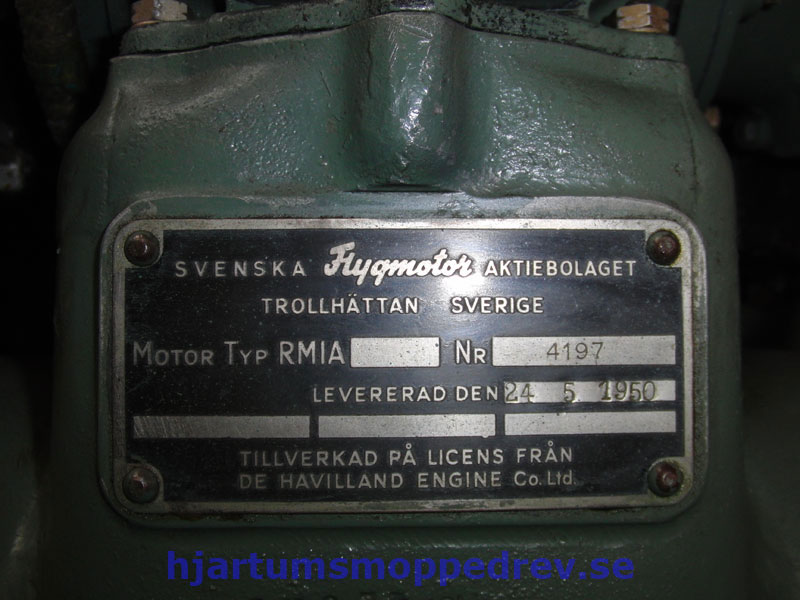 SVENSKA Flygmotor AKTIEBOLAGET
TROLLHÄTTAN SVERIGE
MOTOR TYP RM1A NR 4197
LEVERERAD DEN 24 5 1950
TILLVERKAD PÅ LICENS FRÅN
DE HAVILLAND ENGINE Co. Ltd.
hjartumsmoppedrev.se